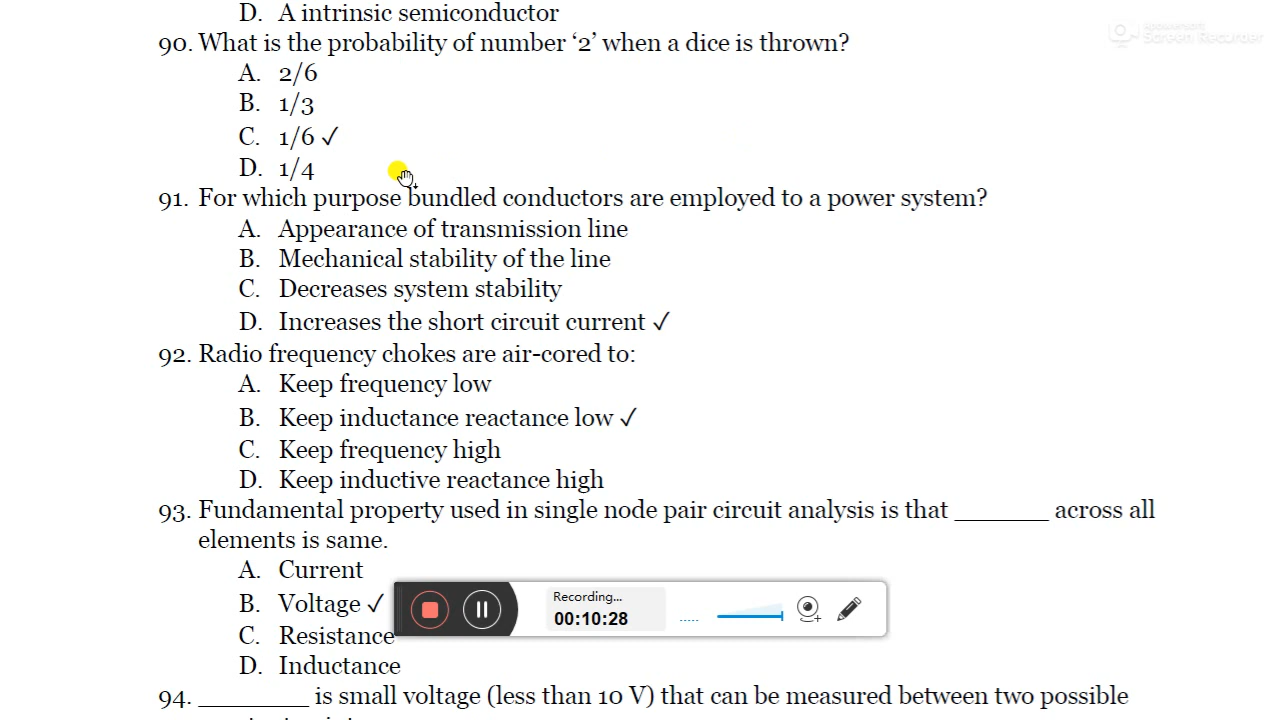 D. A intrinsic semiconductor
Apowersoft
Screen Recorder
90. What is the probability of number ‘2’ when a dice is thrown?
A. 2/6
B. 1/3
C. 1/6 ✓
D. 1/4
91. For which purpose bundled conductors are employed to a power system?
A. Appearance of transmission line
B. Mechanical stability of the line
C. Decreases system stability
D. Increases the short circuit current ✓
92. Radio frequency chokes are air-cored to:
A. Keep frequency low
B. Keep inductance reactance low ✓
C. Keep frequency high
D. Keep inductive reactance high
93. Fundamental property used in single node pair circuit analysis is that _______ across all
elements is same.
A. Current
B. Voltage ✓
C. Resistance
D. Inductance
Recording...
00:10:28
94. ________ is small voltage (less than 10 V) that can be measured between two possible